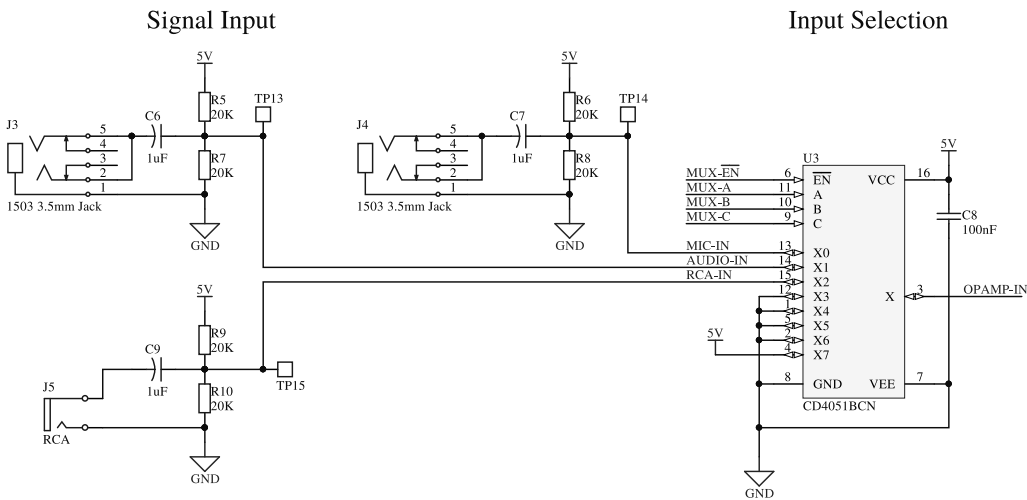 Signal Input
Input Selection
5V
R5
20K
TP13
J3
C6
1uF
5
4
3
2
1
R7
20K
1503 3.5mm Jack
GND
5V
R6
20K
TP14
J4
C7
1uF
5
4
3
2
1
R8
20K
1503 3.5mm Jack
GND
U3
5V
MUX-EN 6 EN VCC 16
MUX-A 11 A
MUX-B 10 B
MUX-C 9 C
C8
100nF
MIC-IN 13 X0
AUDIO-IN 14 X1
RCA-IN 15 X2
12 X3 X 3 OPAMP-IN
1 X4
5 X5
2 X6
5V 4 X7
8 GND VEE 7
CD4051BCN
GND
5V
R9
20K
C9
1uF
TP15
J5
R10
20K
RCA
GND